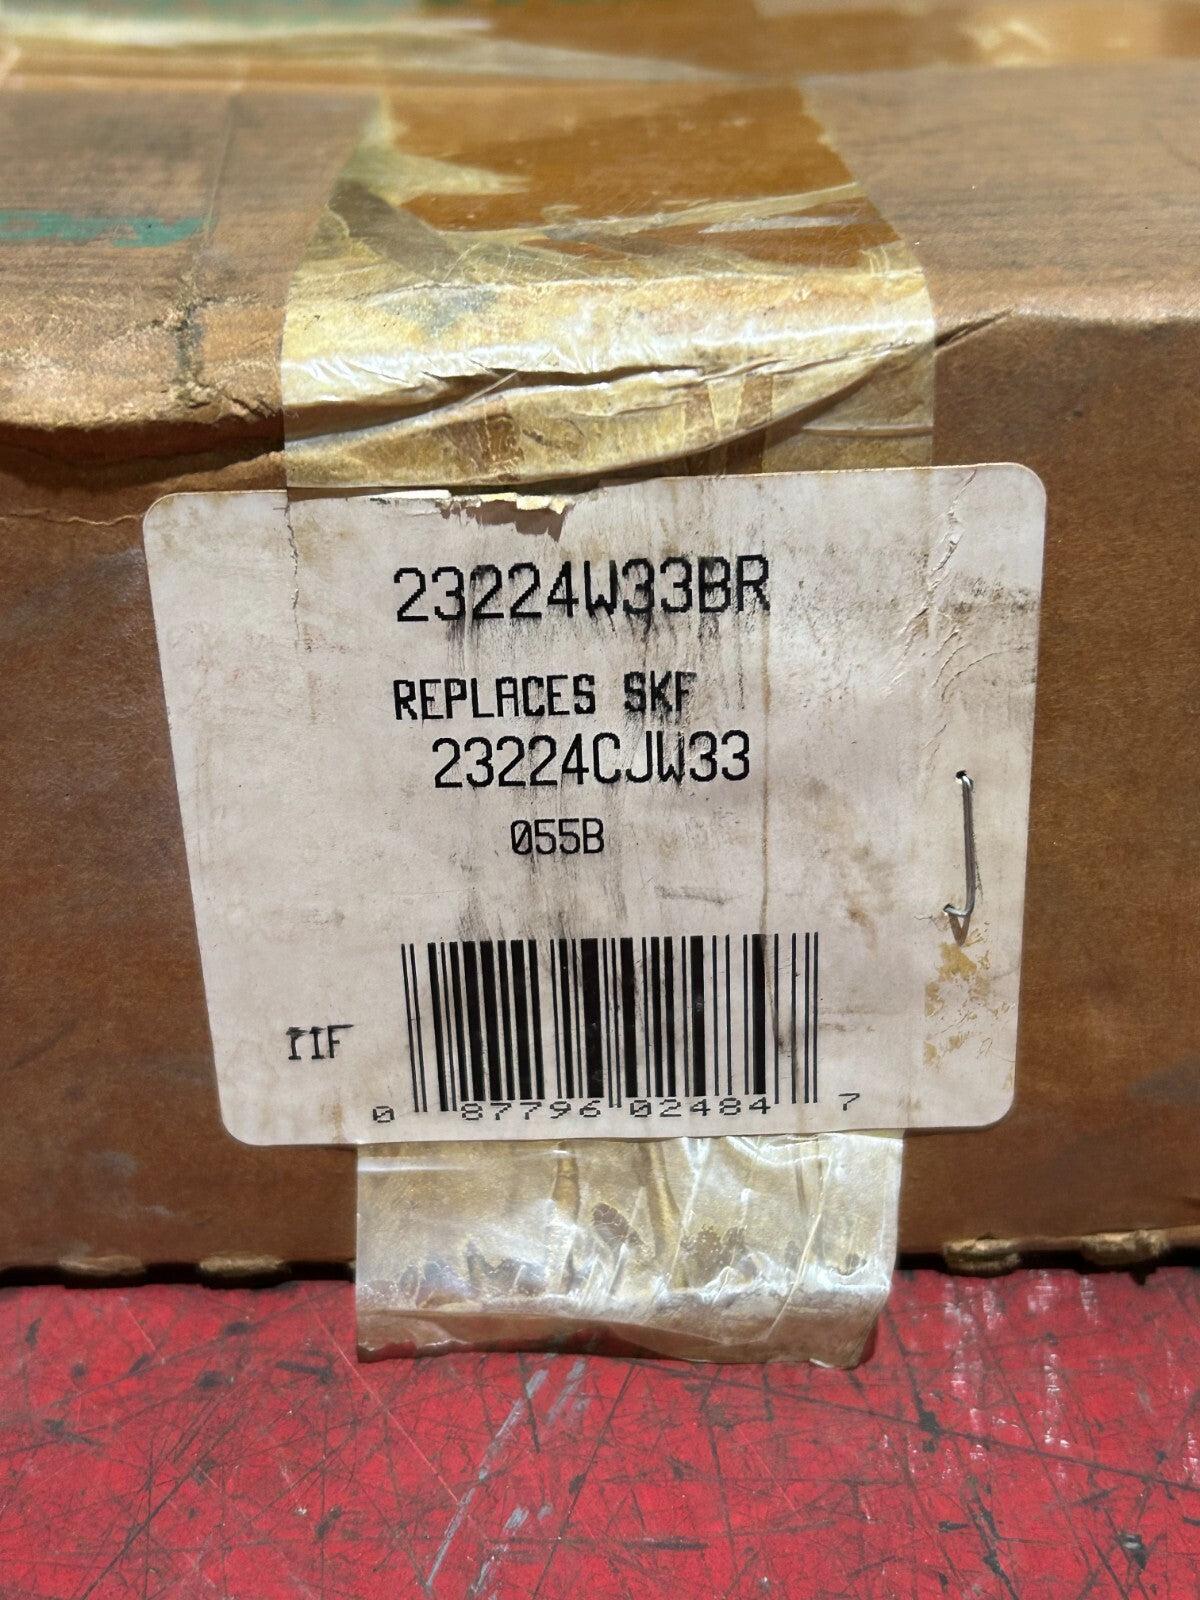 23224W33BR
REPLACES SKF
23224CJW33
055B
IIF
0 87796 02484 7